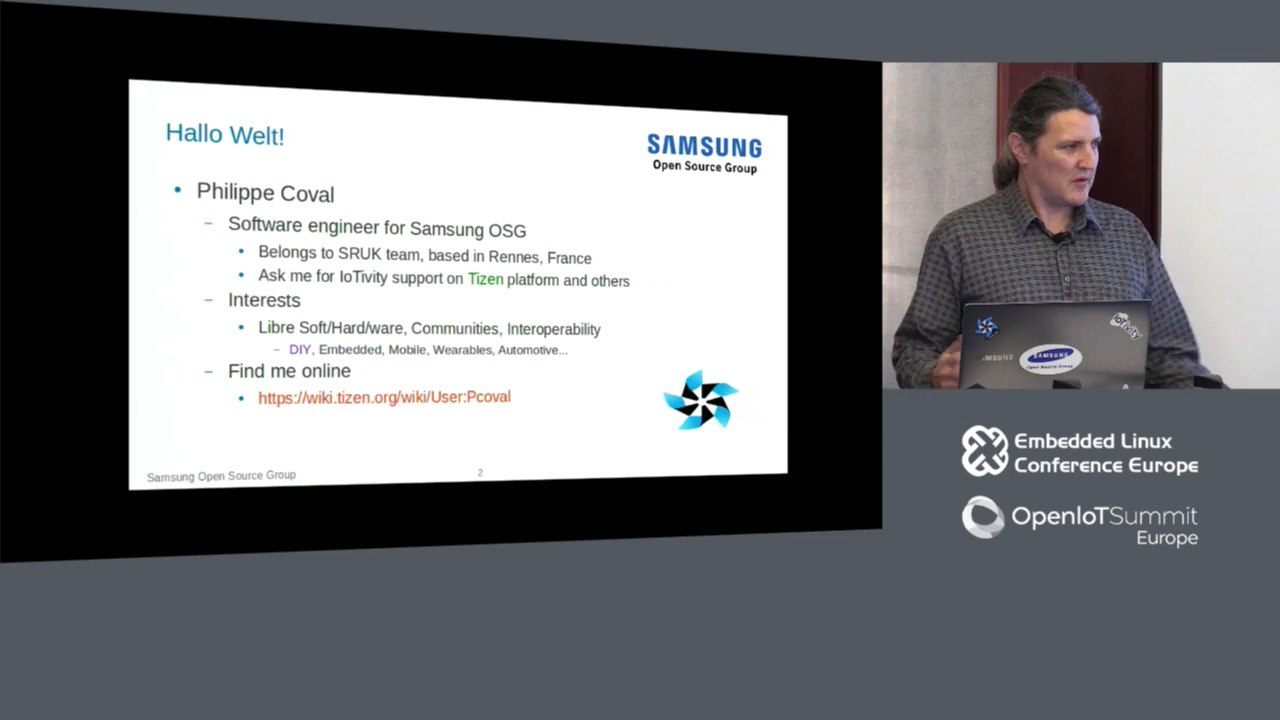 Hallo Welt!
SAMSUNG
Open Source Group
• Philippe Coval
– Software engineer for Samsung OSG
• Belongs to SRUK team, based in Rennes, France
• Ask me for IoTivity support on Tizen platform and others
– Interests
• Libre Soft/Hard/ware, Communities, Interoperability
– DIY, Embedded, Mobile, Wearables, Automotive...
– Find me online
• https://wiki.tizen.org/wiki/User:Pcoval
Samsung Open Source Group
2
IoTivity
SAMSUNG
Open Source Group
Embedded Linux
Conference Europe
OpenIoTSummit
Europe